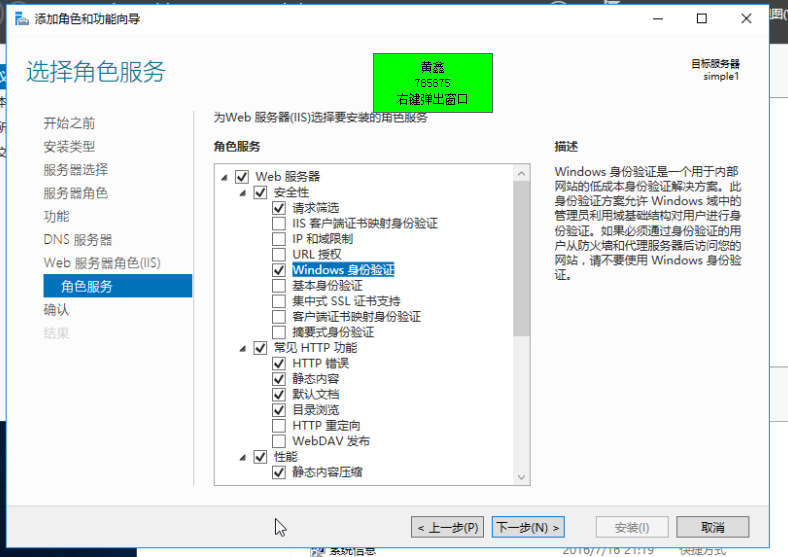 添加角色和功能向导
选择角色服务
黄鑫
785875
右键弹出窗口
目标服务器
simple1
开始之前
安装类型
服务器选择
服务器角色
功能
DNS 服务器
Web 服务器角色(IIS)
角色服务
确认
结果
为Web 服务器(IIS)选择要安装的角色服务
角色服务
Web 服务器
安全性
请求筛选
IIS 客户端证书映射身份验证
IP 和域限制
URL 授权
Windows 身份验证
基本身份验证
集中式 SSL 证书支持
客户端证书映射身份验证
摘要式身份验证
常见 HTTP 功能
HTTP 错误
静态内容
默认文档
目录浏览
HTTP 重定向
WebDAV 发布
性能
静态内容压缩
描述
Windows 身份验证是一个用于内部
网站的低成本身份验证解决方案。此
身份验证方案允许 Windows 域中的
管理员利用域基础结构对用户进行身
份验证。如果必须通过身份验证的用
户从防火墙和代理服务器后访问您的
网站，请不要使用 Windows 身份验
证。
< 上一步(P)
下一步(N) >
安装(I)
取消
系统信息
2016/7/16 21:19
快捷方式